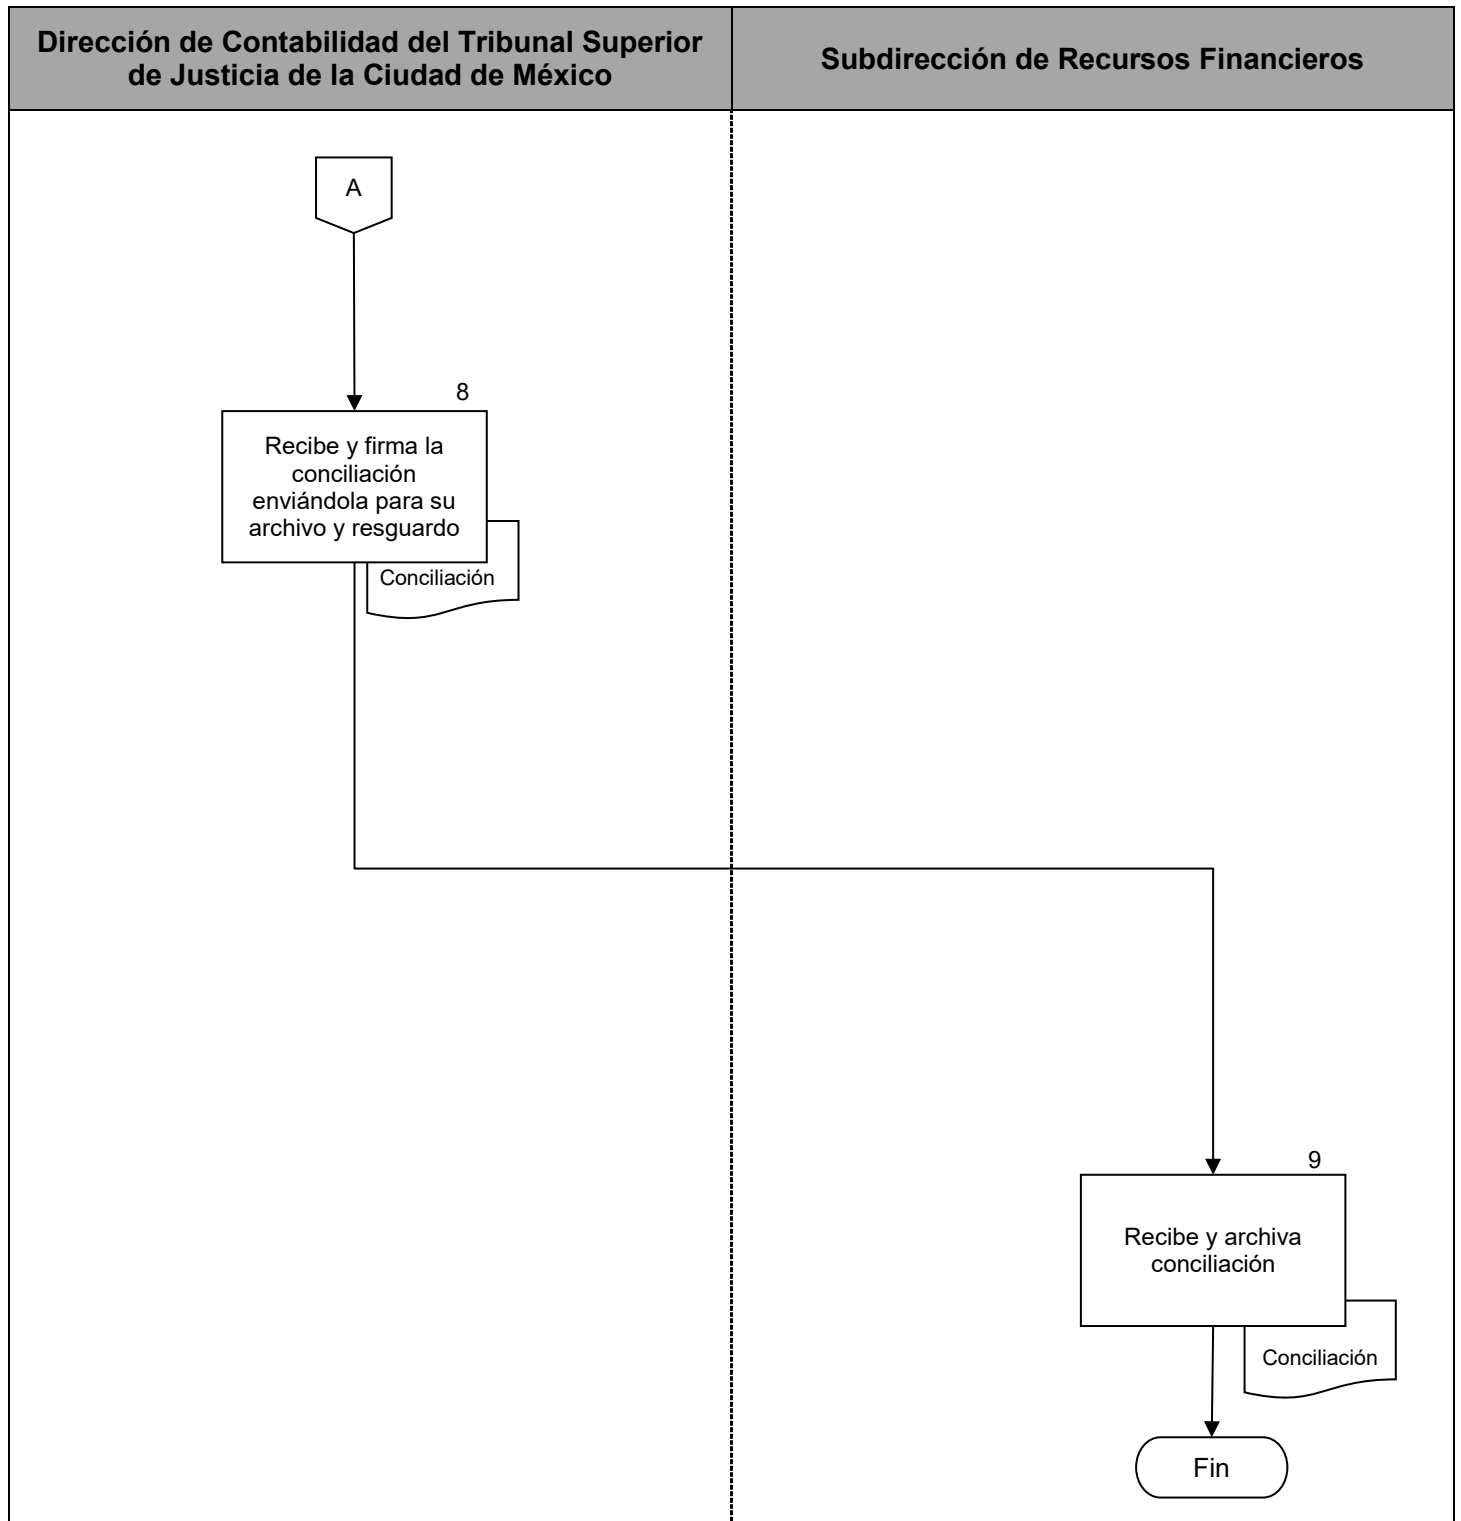 Dirección de Contabilidad del Tribunal Superior
de Justicia de la Ciudad de México
Subdirección de Recursos Financieros
A
8
Recibe y firma la
conciliación
enviándola para su
archivo y resguardo
Conciliación
9
Recibe y archiva
conciliación
Conciliación
Fin